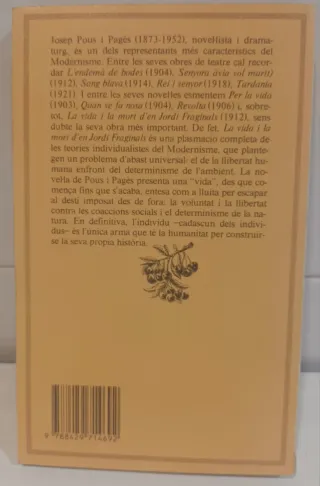 Josep Pous i Pagès (1873-1952), novel·lista i drama-
turg, és un dels representants més característics del
Modernisme. Entre les seves obres de teatre cal recor-
dar L'endemà de bodes (1904), Senyora àvia vol marit
(1912), Sang blava (1914), Rei i senyor (1918), Tardania
(1921). I entre les seves novel·les esmentem Per la vida
(1903), Quan se fa nosa (1904), Revolta (1906) i, sobre-
tot, La vida i la mort d'en Jordi Fraginals (1912), sens
dubte la seva obra més important. De fet, La vida i la
mort d'en Jordi Fraginals és una plasmació completa de
les teories individualistes del Modernisme, que plante-
gen un problema d'abast universal: el de la llibertat hu-
mana enfront del determinisme de l'ambient. La no-
vel·la de Pous i Pagès presenta una "vida", des que co-
mença fins que s'acaba, entesa com a lluita per escapar
al destí imposat des de fora: la voluntat i la llibertat
contra les coaccions socials i el determinisme de la na-
tura. En definitiva, l'individu –cadascun dels indivi-
dus– és l'única arma que té la humanitat per construir-
se la seva pròpia història.
9 788429 714692